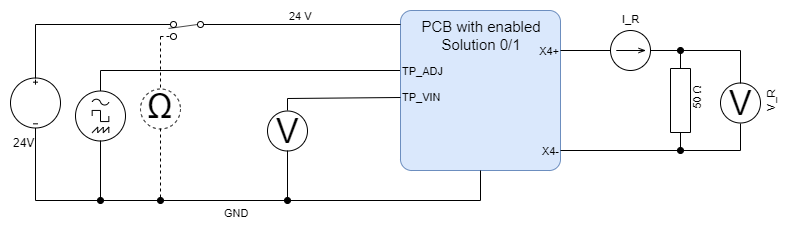 24 V
PCB with enabled
Solution 0/1
I_R
X4+
TP_ADJ
TP_VIN
+
−
24V
Ω
V
50 Ω
V
V_R
X4-
GND